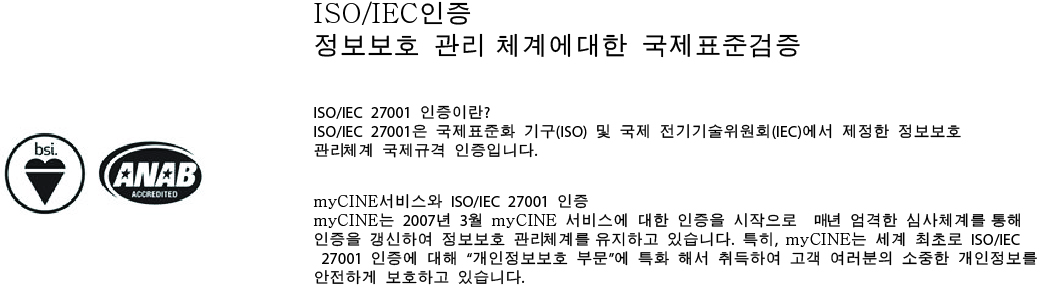 ISO/IEC인증
정보보호 관리 체계에대한 국제표준검증
ISO/IEC 27001 인증이란?
ISO/IEC 27001은 국제표준화 기구(ISO) 및 국제 전기기술위원회(IEC)에서 제정한 정보보호
관리체계 국제규격 인증입니다.
bsi.
ANAB
ACCREDITED
myCINE서비스와 ISO/IEC 27001 인증
myCINE는 2007년 3월 myCINE 서비스에 대한 인증을 시작으로 매년 엄격한 심사체계를 통해
인증을 갱신하여 정보보호 관리체계를 유지하고 있습니다. 특히, myCINE는 세계 최초로 ISO/IEC
27001 인증에 대해 “개인정보보호 부문”에 특화 해서 취득하여 고객 여러분의 소중한 개인정보를
안전하게 보호하고 있습니다.